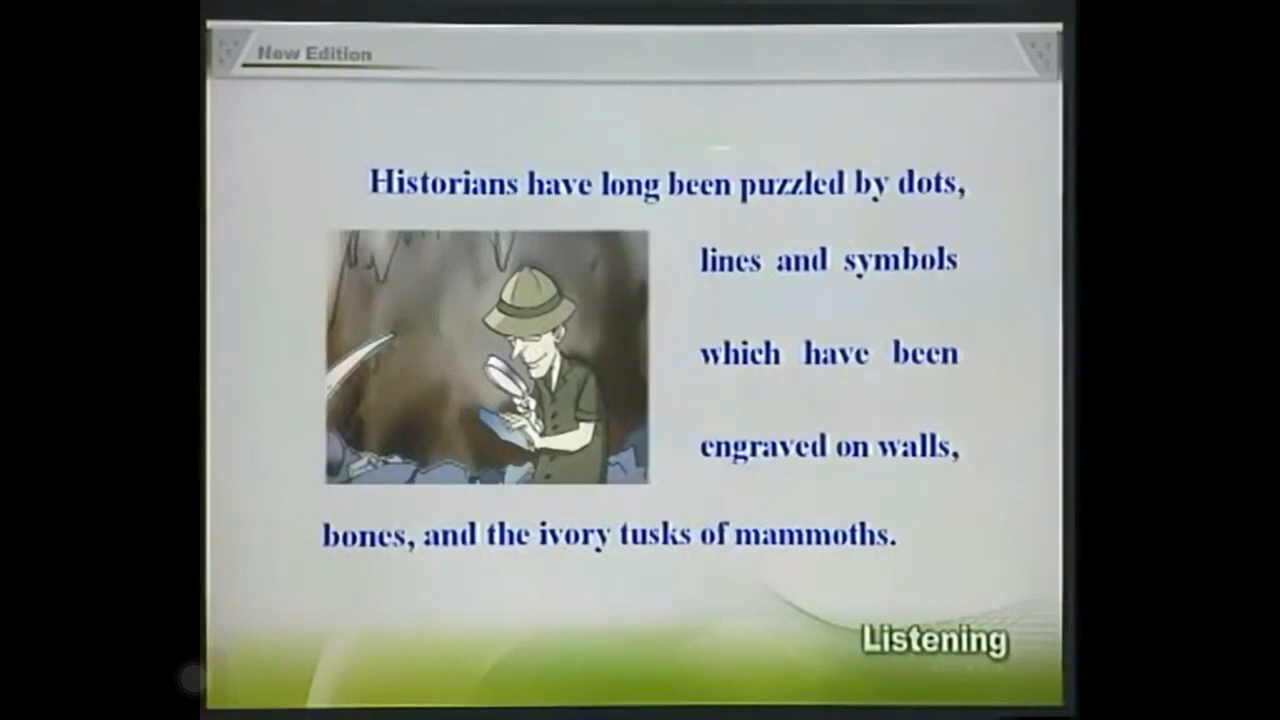 New Edition
Historians have long been puzzled by dots,
lines and symbols
which have been
engraved on walls,
bones, and the ivory tusks of mammoths.
Listening